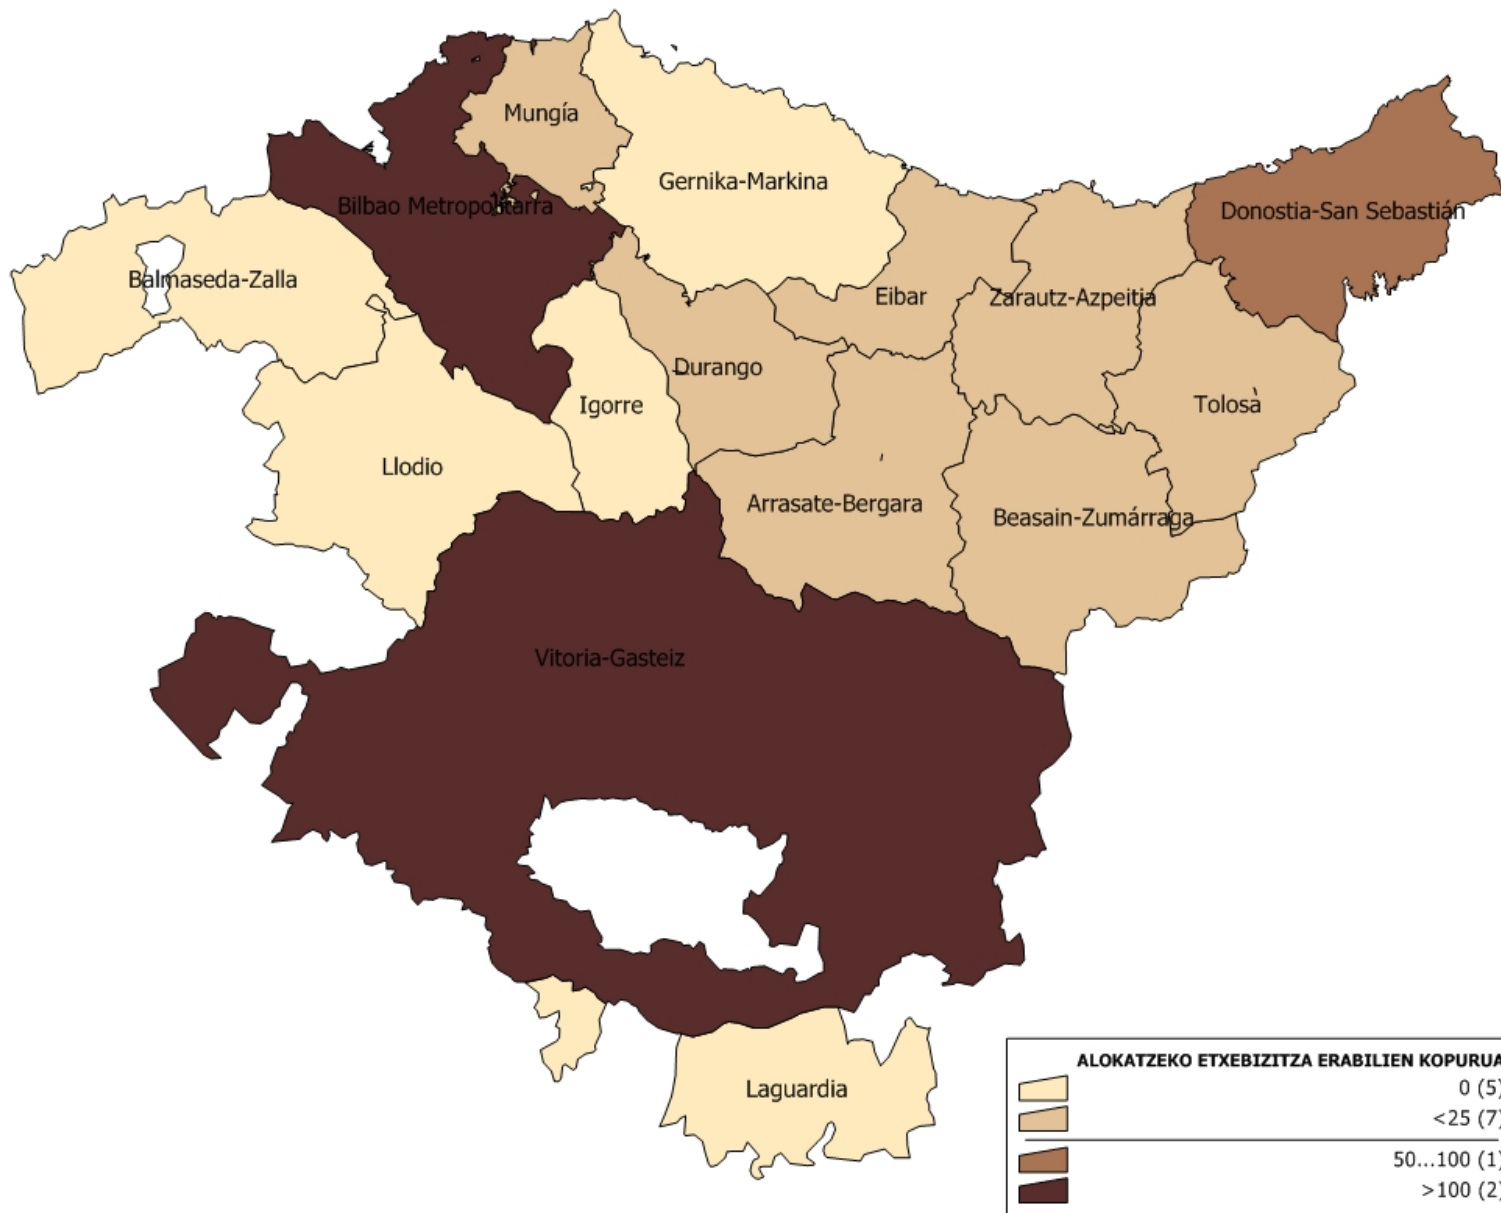 Mungía
Gernika-Markina
Bilbao Metropolitarra
Donostia-San Sebastián
Balmaseda-Zalla
Eibar
Zarautz-Azpeitia
Durango
Igorre
Tolosa
Llodio
Arrasate-Bergara
Beasain-Zumárraga
Vitoria-Gasteiz
Laguardia
ALOKATZEKO ETXEBIZITZA ERABILIEN KOPURUA
0 (5)
<25 (7)
50...100 (1)
>100 (2)